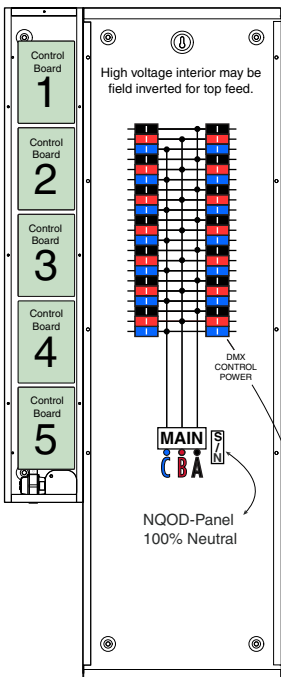 Control
Board
1
Control
Board
2
Control
Board
3
Control
Board
4
Control
Board
5
High voltage interior may be
field inverted for top feed.
DMX
CONTROL
POWER
MAIN
S/N
C B A
NQOD-Panel
100% Neutral